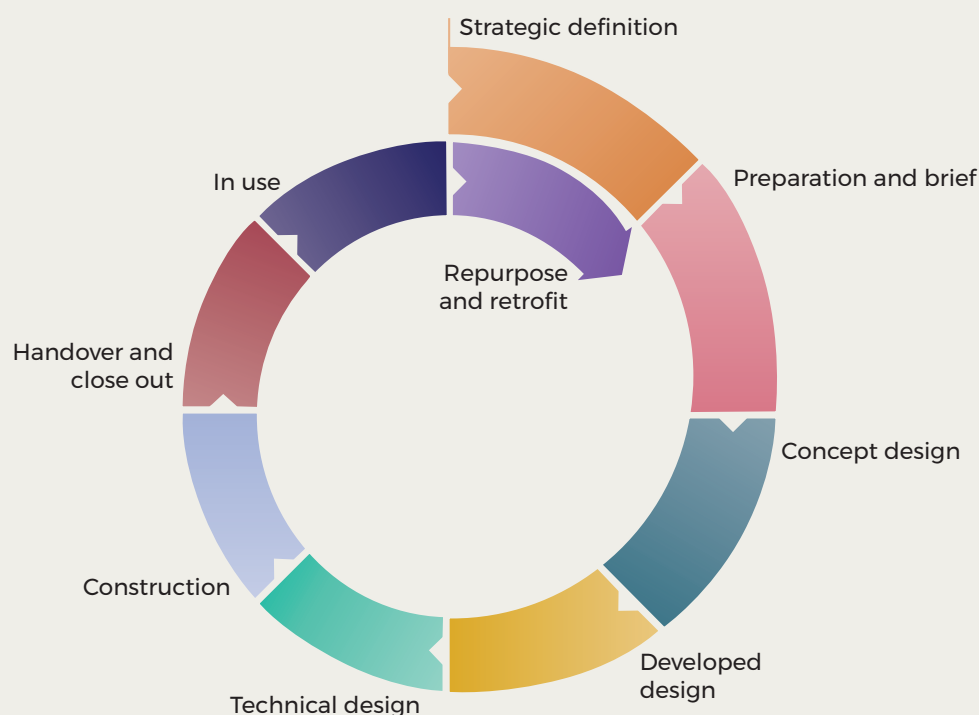 Strategic definition
Preparation and brief
Concept design
Developed
design
Technical design
Construction
Handover and
close out
In use
Repurpose
and retrofit